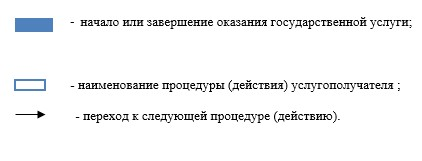 - начало или завершение оказания государственной услуги;
- наименование процедуры (действия) услугополучателя ;
- переход к следующей процедуре (действию).